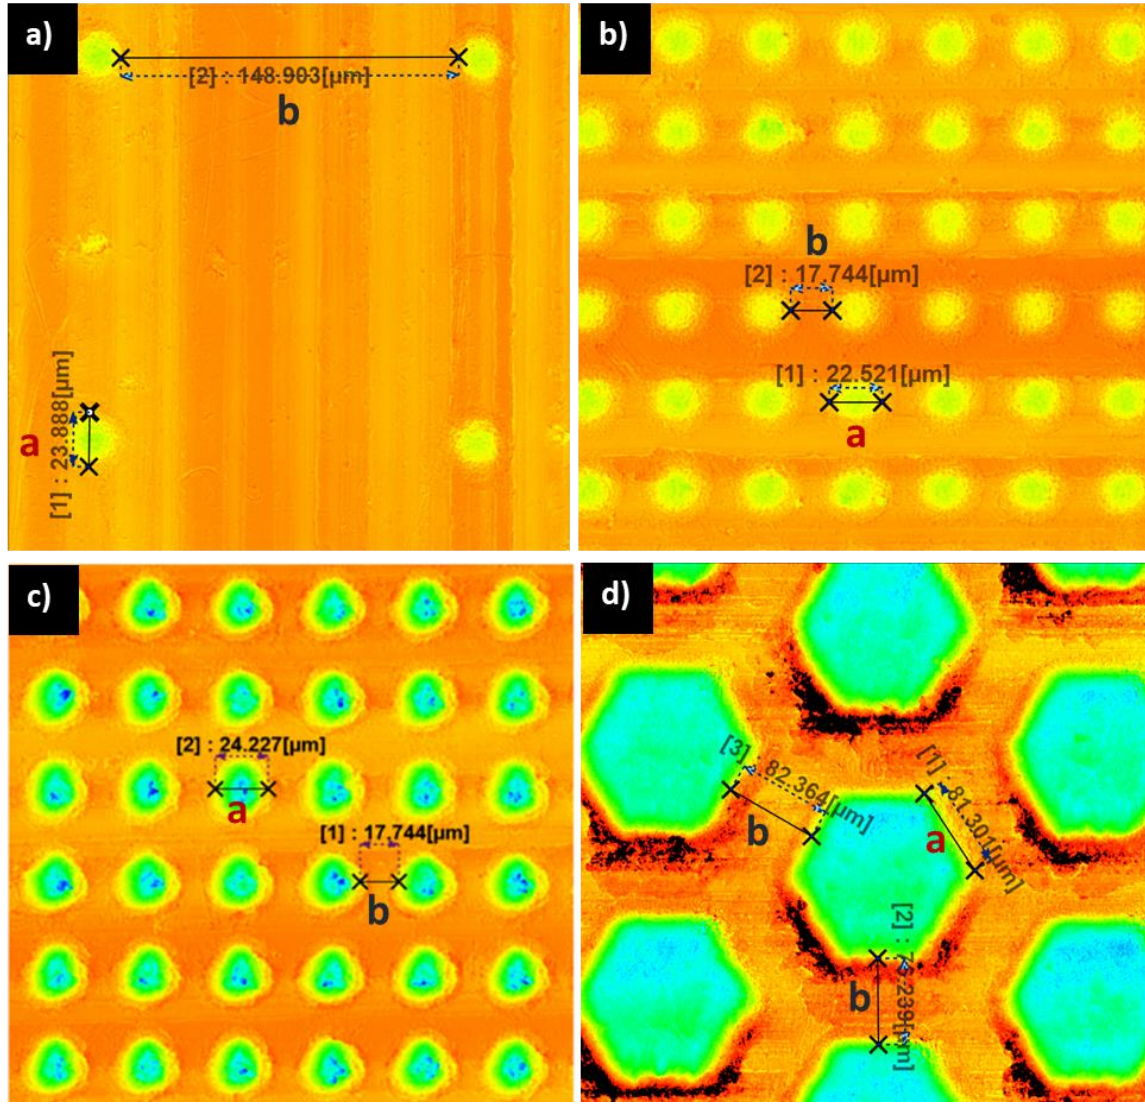 a)
[2] : 148.903[µm]
b
a
[1] : 23.888[µm]
b)
b
[2] : 17.744[µm]
[1] : 22.521[µm]
a
c)
[2] : 24.227[µm]
a
[1] : 17.744[µm]
b
d)
[3] : 82.364[µm]
b
[1] : 81.301[µm]
a
[2] :
b